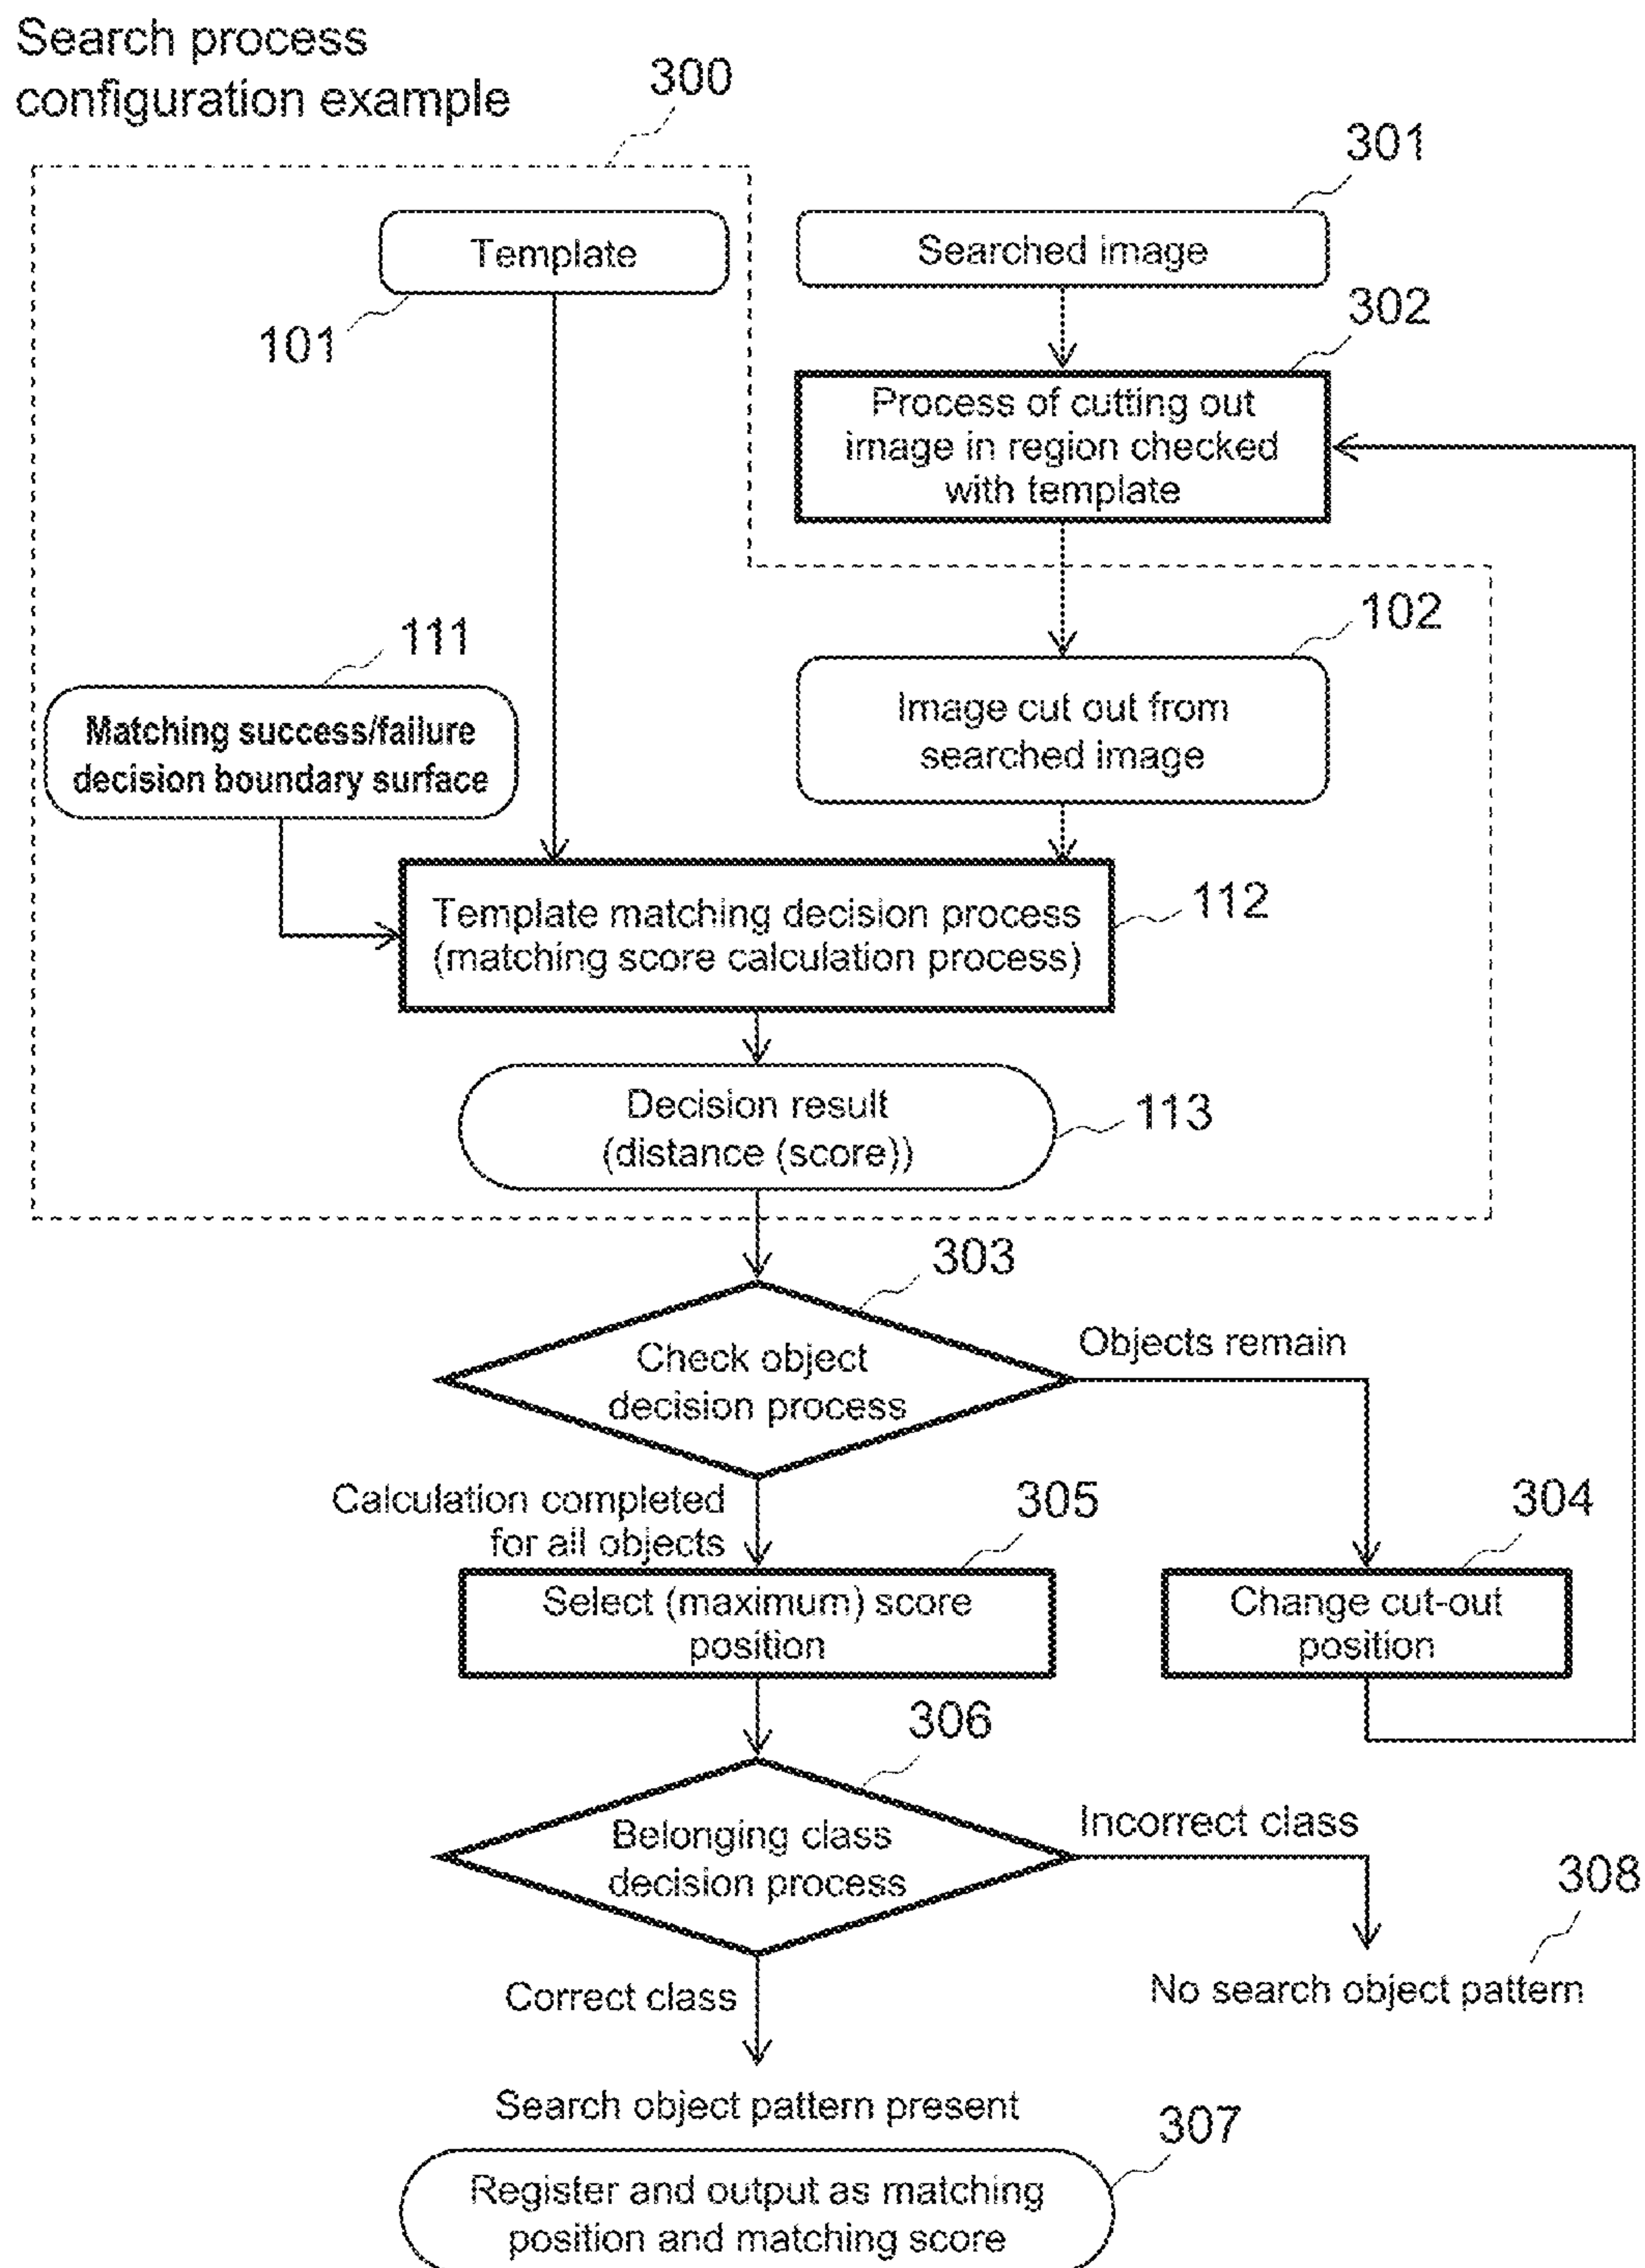 Search process
configuration example
300
301
Template
Searched image
101
302
Process of cutting out
image in region checked
with template
102
111
Image cut out from
searched image
Matching success/failure
decision boundary surface
112
Template matching decision process
(matching score calculation process)
Decision result
(distance (score))
113
303
Check object
decision process
Objects remain
Calculation completed
for all objects
305
304
Select (maximum) score
position
Change cut-out
position
306
Belonging class
decision process
Incorrect class
308
Correct class
No search object pattern
Search object pattern present
307
Register and output as matching
position and matching score